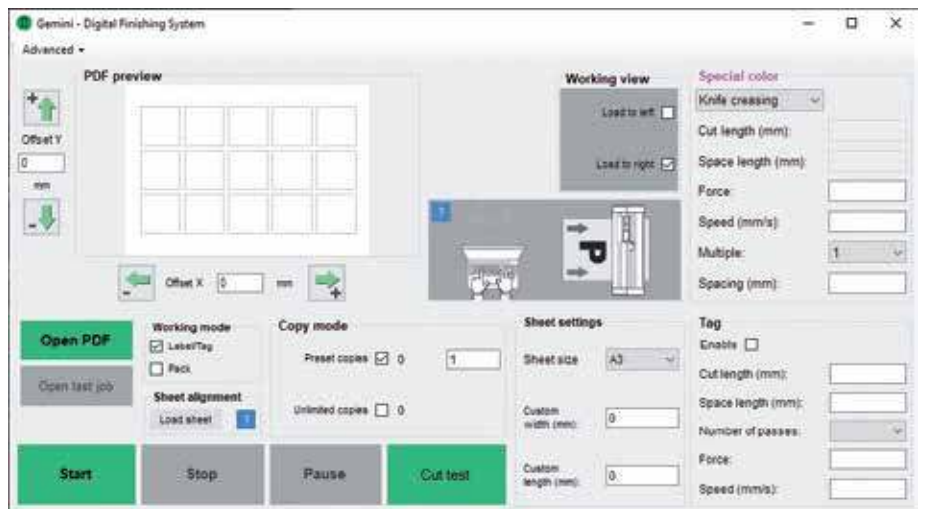 Gemini - Digital Finishing System
Advanced
PDF preview
Working view
Special color
Load to left
Load to right
Knife creasing
Cut length (mm):
Space length (mm):
Force:
Speed (mm/s):
Multiple: 1
Spacing (mm):
+
Offset Y
0
mm
-
?
- Offset X 0 mm +
Open PDF
Open last job
Working mode
Label/Tag
Pack
Sheet alignment
Load sheet ?
Copy mode
Preset copies 0 1
Unlimited copies 0
Sheet settings
Sheet size A3
Custom
width (mm): 0
Custom
length (mm): 0
Tag
Enable
Cut length (mm):
Space length (mm):
Number of passes:
Force:
Speed (mm/s):
Start
Stop
Pause
Cut test